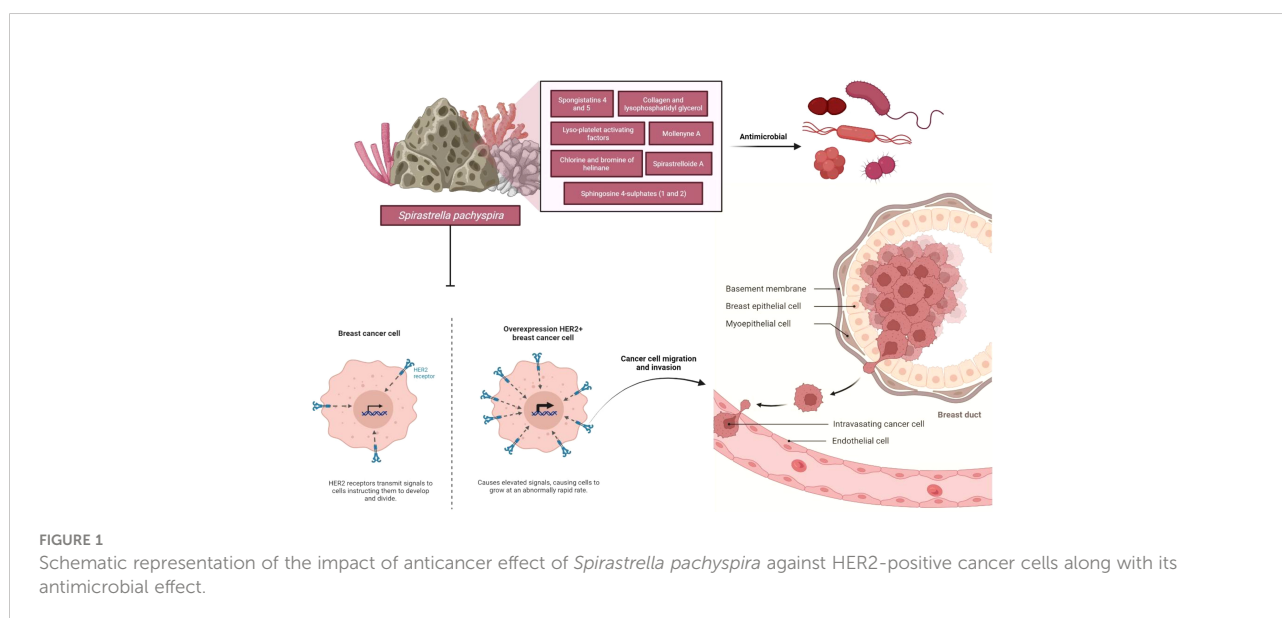 Spongistatins 4
and 5
Collagen and
lysophosphatidyl glycerol
Lyso-platelet activating
factors
Mollenyne A
Chlorine and bromine of
helinane
Spirastrelloide A
Sphingosine 4-sulphates (1 and 2)
Antimicrobial
Spirastrella pachyspira
Breast cancer cell
HER2
receptor
HER2 receptors transmit signals to
cells instructing them to develop
and divide.
Overexpression HER2+
breast cancer cell
Causes elevated signals, causing cells to
grow at an abnormally rapid rate.
Cancer cell migration
and invasion
Basement membrane
Breast epithelial cell
Myoepithelial cell
Breast duct
Intravasating cancer cell
Endothelial cell
FIGURE 1
Schematic representation of the impact of anticancer effect of Spirastrella pachyspira against HER2-positive cancer cells along with its
antimicrobial effect.